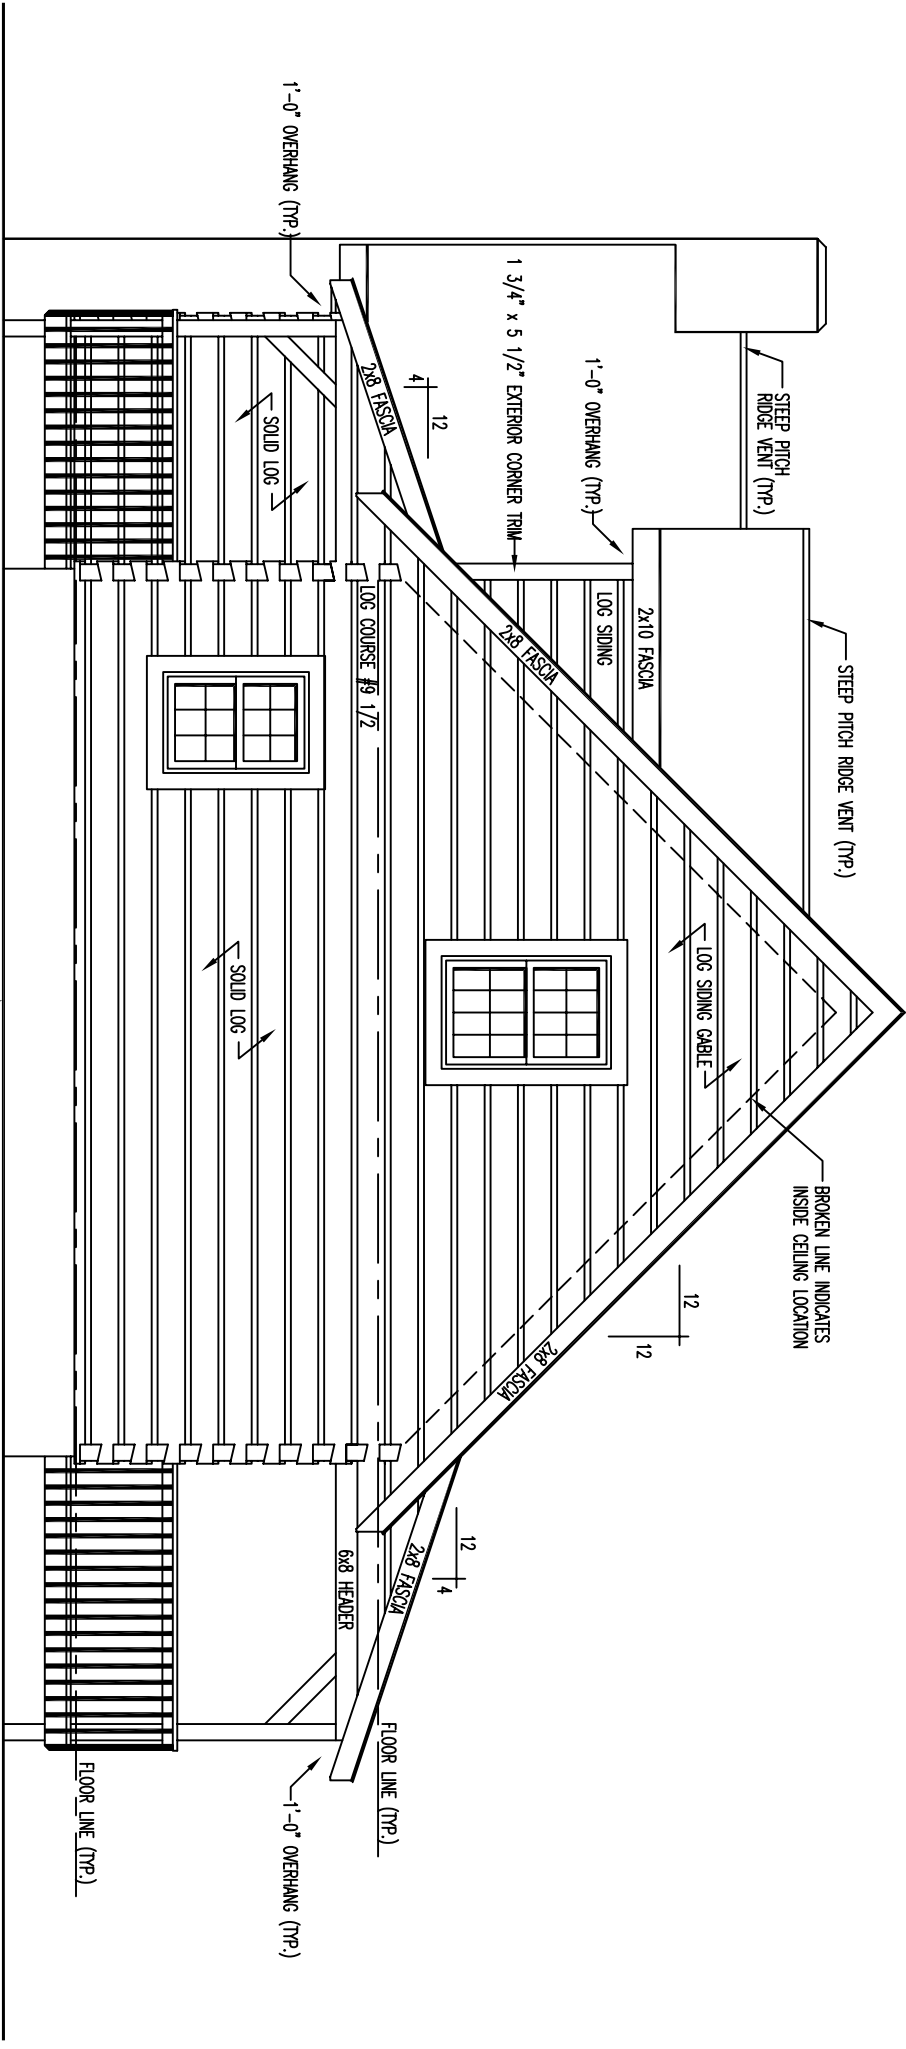 STEEP PITCH RIDGE VENT (TYP.)
STEEP PITCH
RIDGE VENT (TYP.)
BROKEN LINE INDICATES
INSIDE CEILING LOCATION
LOG SIDING GABLE
12
12
2x10 FASCIA
LOG SIDING
1'-0" OVERHANG (TYP.)
2x8 FASCIA
2x8 FASCIA
1 3/4" x 5 1/2" EXTERIOR CORNER TRIM
12
4
12
4
2x8 FASCIA
2x8 FASCIA
LOG COURSE #9 1/2
FLOOR LINE (TYP.)
6x8 HEADER
1'-0" OVERHANG (TYP.)
1'-0" OVERHANG (TYP.)
SOLID LOG
SOLID LOG
FLOOR LINE (TYP.)